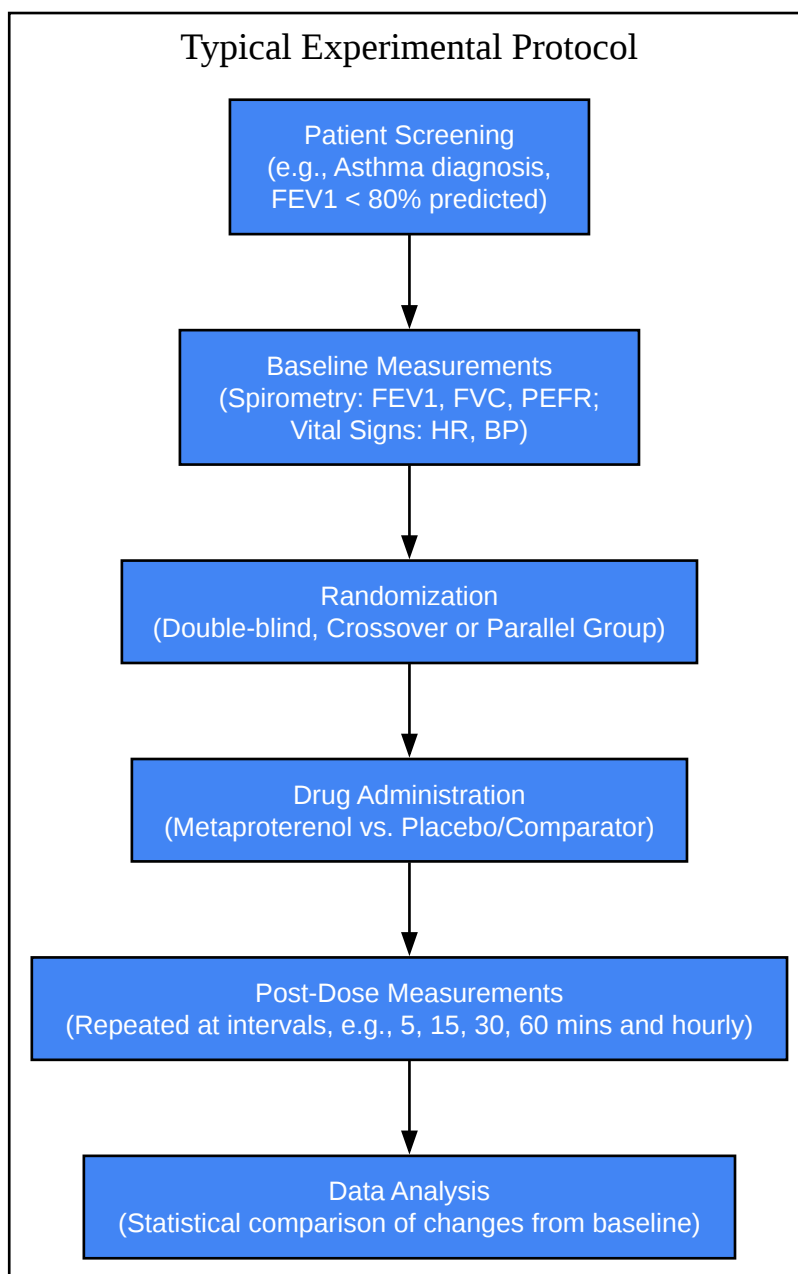 Typical Experimental Protocol
Patient Screening
(e.g., Asthma diagnosis,
FEV1 < 80% predicted)
Baseline Measurements
(Spirometry: FEV1, FVC, PEFR;
Vital Signs: HR, BP)
Randomization
(Double-blind, Crossover or Parallel Group)
Drug Administration
(Metaproterenol vs. Placebo/Comparator)
Post-Dose Measurements
(Repeated at intervals, e.g., 5, 15, 30, 60 mins and hourly)
Data Analysis
(Statistical comparison of changes from baseline)